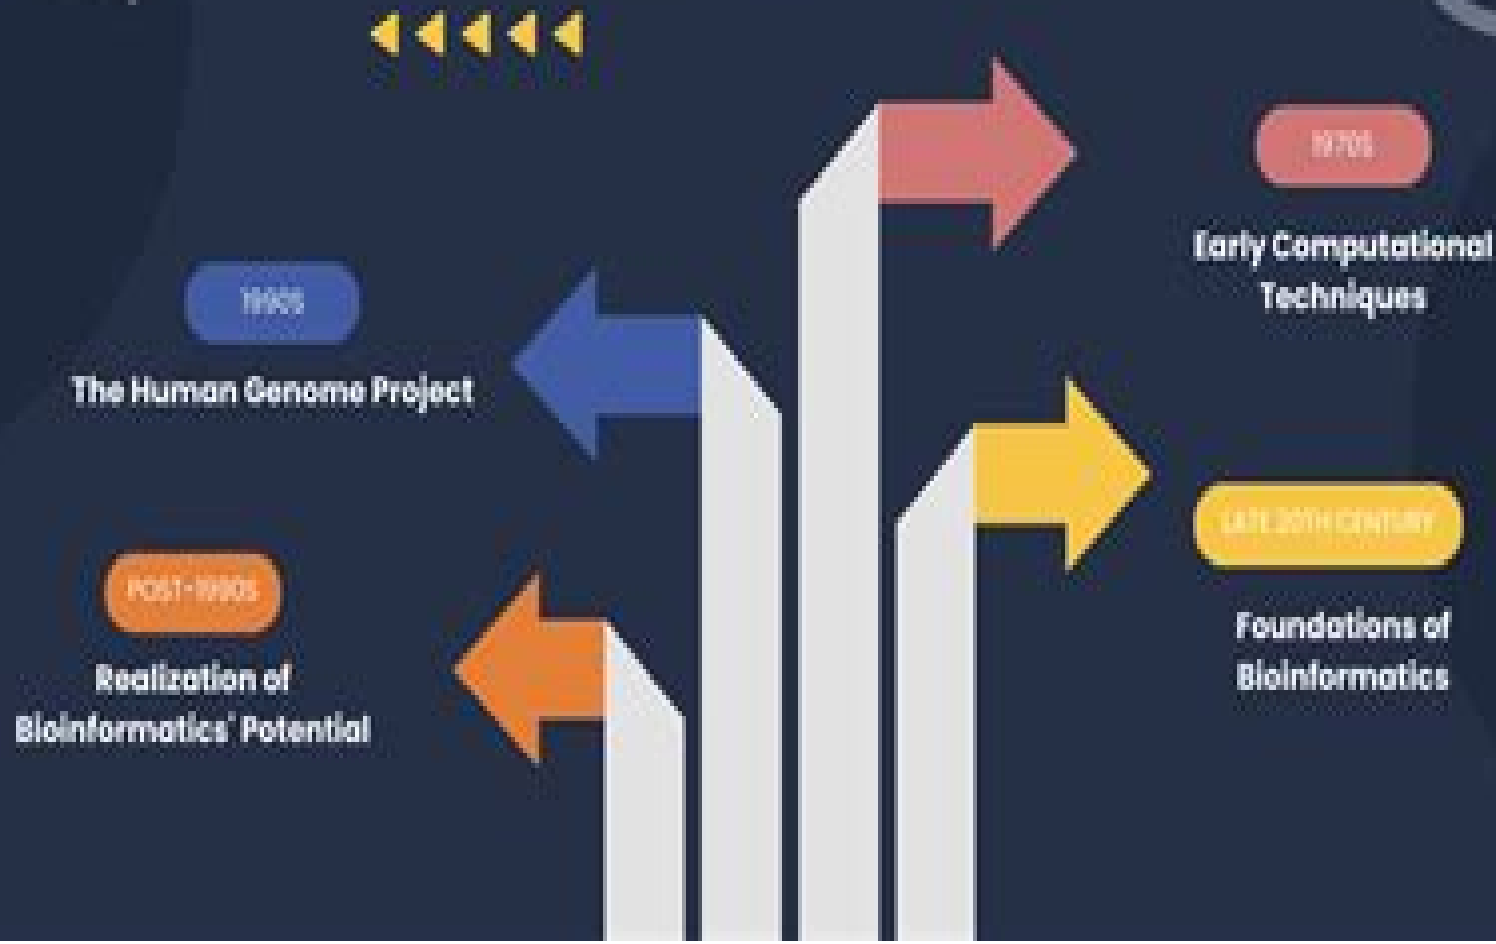 1970S
Early Computational
Techniques
1990S
The Human Genome Project
LATE 20TH CENTURY
Foundations of
Bioinformatics
POST-1990S
Realization of
Bioinformatics' Potential